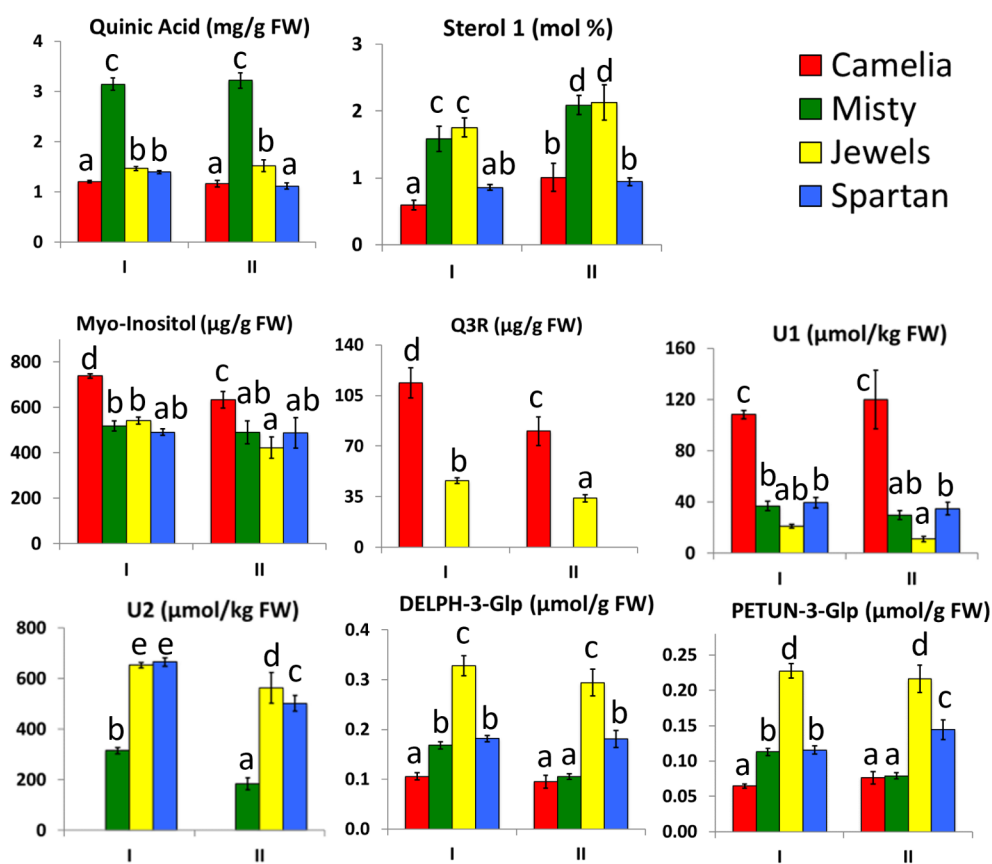 Quinic Acid (mg/g FW)
4
3
2
1
0
a
c
b
b
a
c
b
a
I
II
Sterol 1 (mol %)
3
2
1
0
a
c
c
ab
b
d
d
b
I
II
Camelia
Misty
Jewels
Spartan
Myo-Inositol (µg/g FW)
800
600
400
200
0
d
b
b
ab
c
ab
a
ab
I
II
Q3R (µg/g FW)
140
105
70
35
0
d
b
c
a
I
II
U1 (µmol/kg FW)
160
120
80
40
0
c
b
ab
b
c
ab
a
b
I
II
U2 (µmol/kg FW)
800
600
400
200
0
b
e
e
a
d
c
I
II
DELPH-3-Glp (µmol/g FW)
0.4
0.3
0.2
0.1
0.0
a
b
c
b
a
a
c
b
I
II
PETUN-3-Glp (µmol/g FW)
0.25
0.20
0.15
0.10
0.05
0.00
a
b
d
b
a
a
d
c
I
II